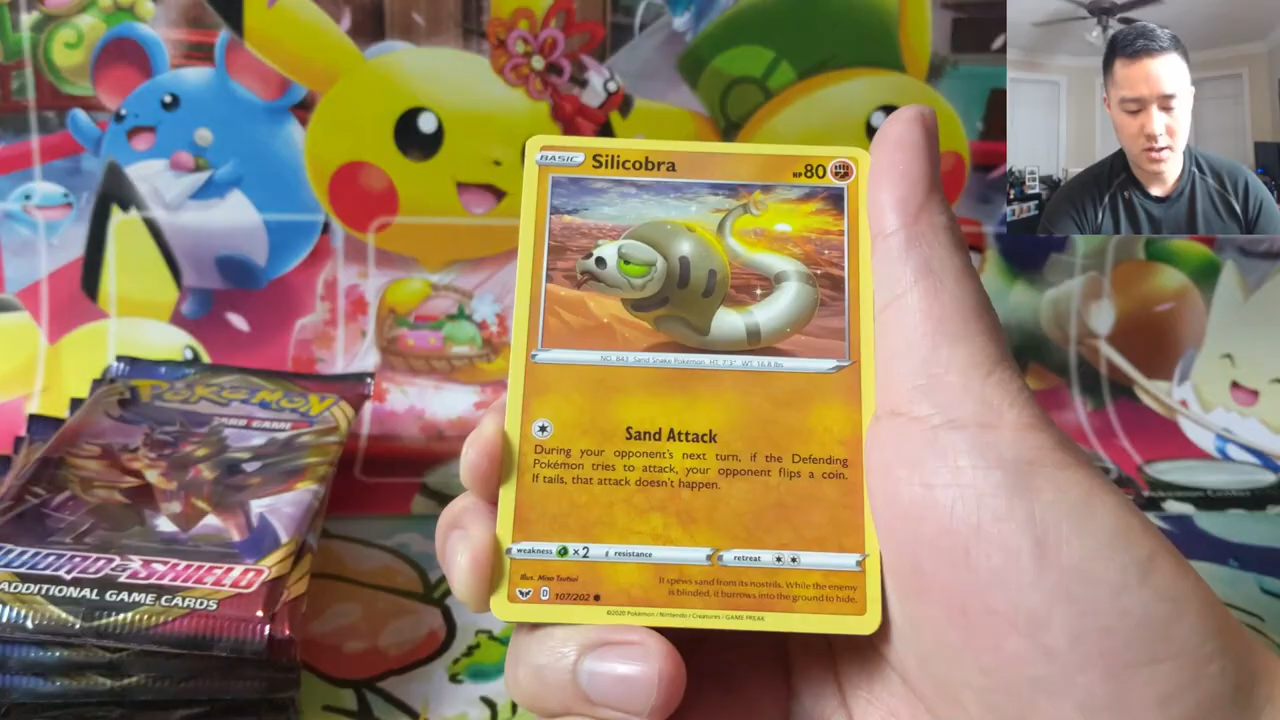 BASIC Silicobra HP 80
NO. 843 Sand Snake Pokémon HT: 7'3" WT: 16.8 lbs
Sand Attack
During your opponent's next turn, if the Defending
Pokémon tries to attack, your opponent flips a coin.
If tails, that attack doesn't happen.
weakness ×2 resistance retreat
Illus. Misa Tsutsui
It spews sand from its nostrils. While the enemy
is blinded, it burrows into the ground to hide.
D 107/202
©2020 Pokémon / Nintendo / Creatures / GAME FREAK
POKÉMON
CARD GAME
SWORD & SHIELD
ADDITIONAL GAME CARDS